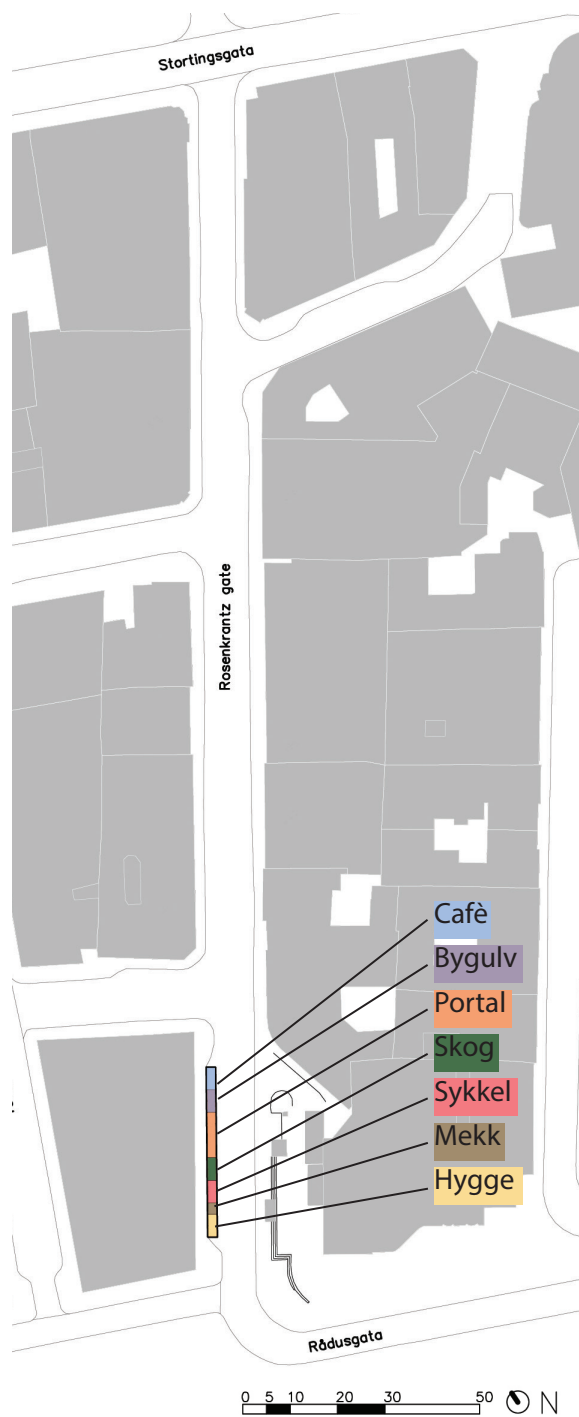 Stortingsgata
Rosenkrantz gate
Cafè
Bygulv
Portal
Skog
Sykkel
Mekk
Hygge
Rådusgata
0 5 10 20 30 50 N